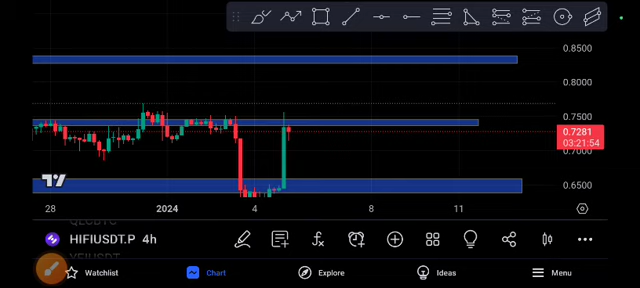 0.8500
0.8000
0.7500
0.7281
03:21:54
0.7000
0.6500
28 2024 4 8 11
HIFIUSDT.P 4h
Watchlist Chart Explore Ideas Menu